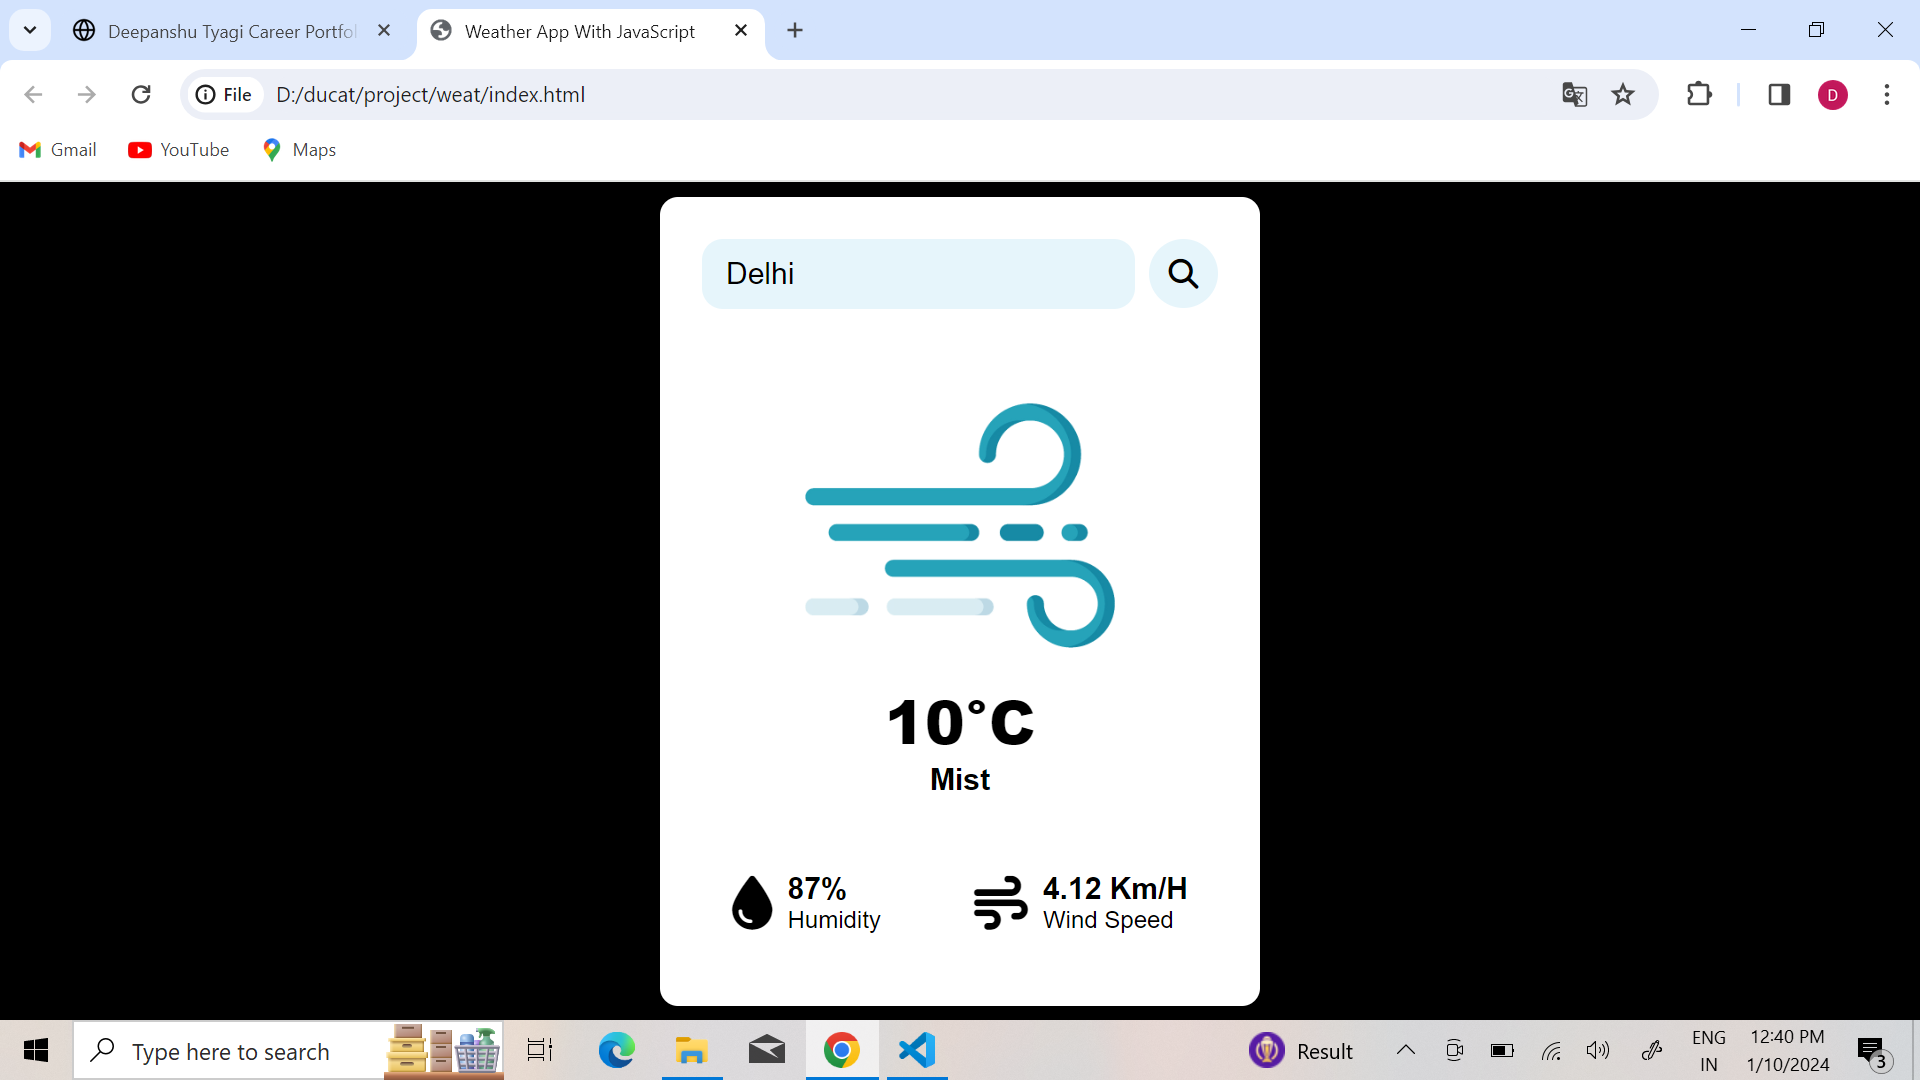 Deepanshu Tyagi Career Portfol
Weather App With JavaScript
File
D:/ducat/project/weat/index.html
D
Gmail
YouTube
Maps
Delhi
10°C
Mist
87%
Humidity
4.12 Km/H
Wind Speed
Type here to search
Result
ENG
IN
12:40 PM
1/10/2024
3